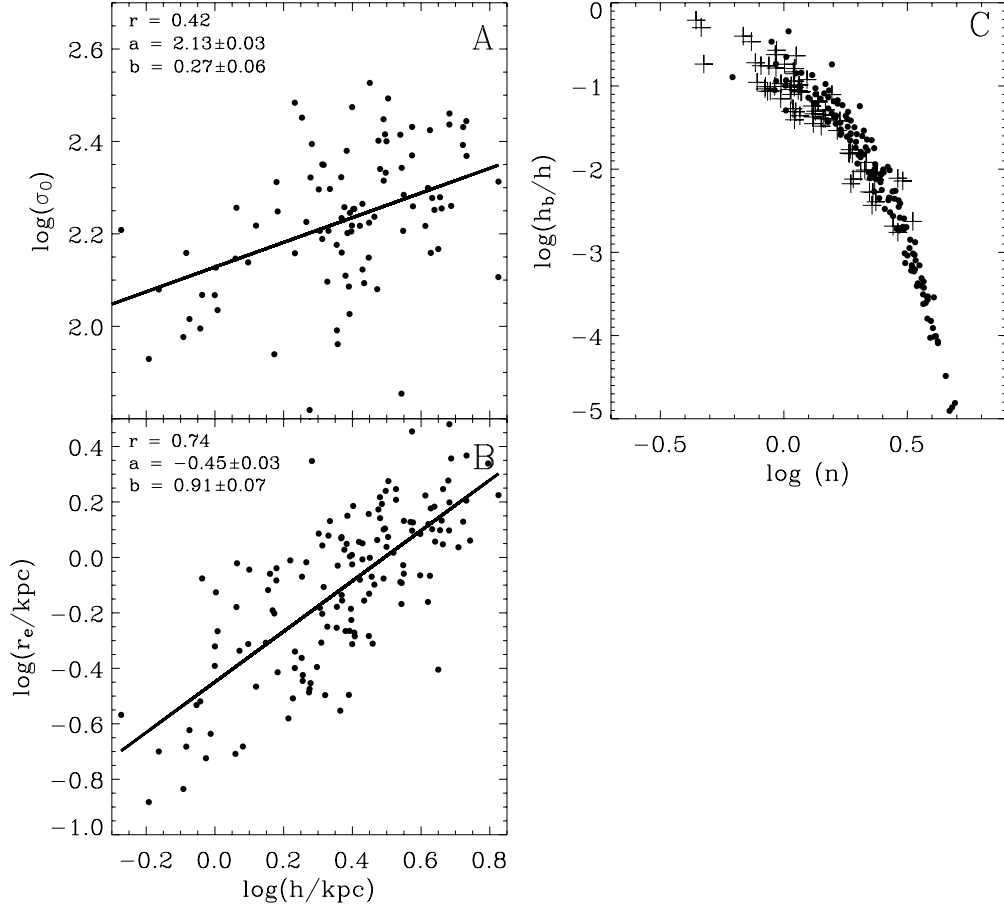 A
r = 0.42
a = 2.13±0.03
b = 0.27±0.06
2.6
2.4
2.2
2.0
log(σ₀)
B
r = 0.74
a = −0.45±0.03
b = 0.91±0.07
0.4
0.2
0.0
−0.2
−0.4
−0.6
−0.8
−1.0
log(rₑ/kpc)
−0.2 0.0 0.2 0.4 0.6 0.8
log(h/kpc)
C
0
−1
−2
−3
−4
−5
log(h_b/h)
−0.5 0.0 0.5
log (n)